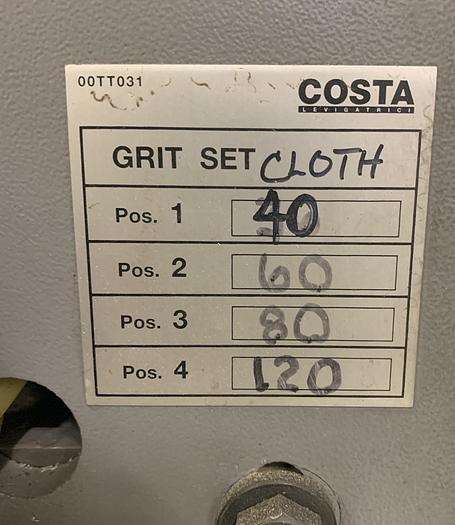 00TT031
COSTA
LEVIGATRICI
GRIT SET CLOTH
Pos. 1 40
Pos. 2 60
Pos. 3 80
Pos. 4 120